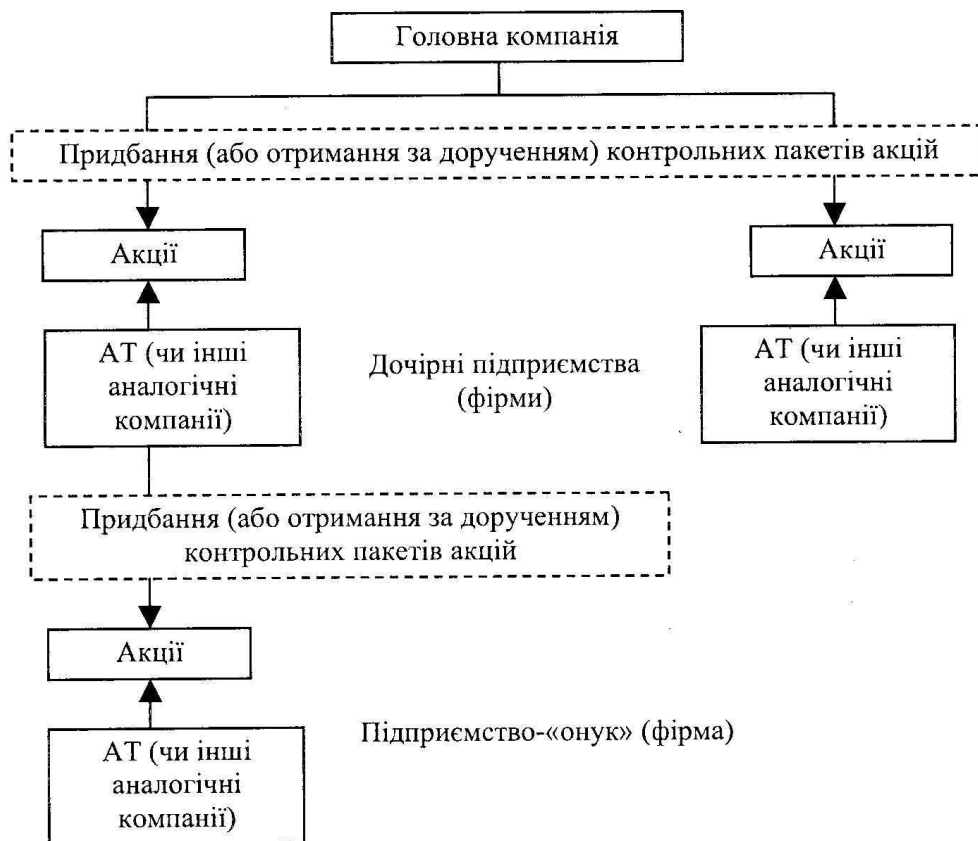 Головна компанія
Придбання (або отримання за дорученням) контрольних пакетів акцій
Акції
Акції
АТ (чи інші
аналогічні
компанії)
Дочірні підприємства
(фірми)
АТ (чи інші
аналогічні
компанії)
Придбання (або отримання за дорученням)
контрольних пакетів акцій
Акції
Підприємство-«онук» (фірма)
АТ (чи інші
аналогічні
компанії)